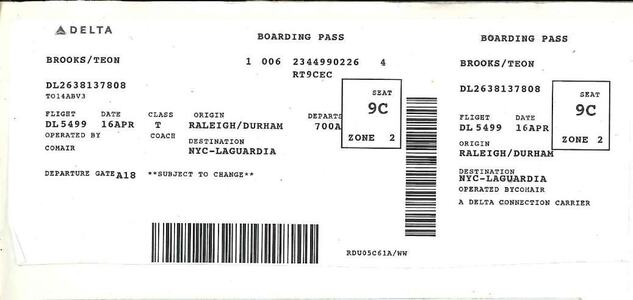 DELTA
BOARDING PASS
BROOKS/TEON
1 006 2344990226 4
RT9CEC
DL2638137808
TO14ABVJ
SEAT
9C
ZONE 2
FLIGHT DATE CLASS ORIGIN DEPARTS
DL5499 16APR T RALEIGH/DURHAM 700A
OPERATED BY COACH DESTINATION
COMAIR NYC-LAGUARDIA
DEPARTURE GATE A18 **SUBJECT TO CHANGE**
RDU05C61A/WW
BOARDING PASS
BROOKS/TEON
DL2638137808
SEAT
9C
ZONE 2
FLIGHT DATE
DL5499 16APR
ORIGIN
RALEIGH/DURHAM
DESTINATION
NYC-LAGUARDIA
OPERATED BYCOMAIR
A DELTA CONNECTION CARRIER